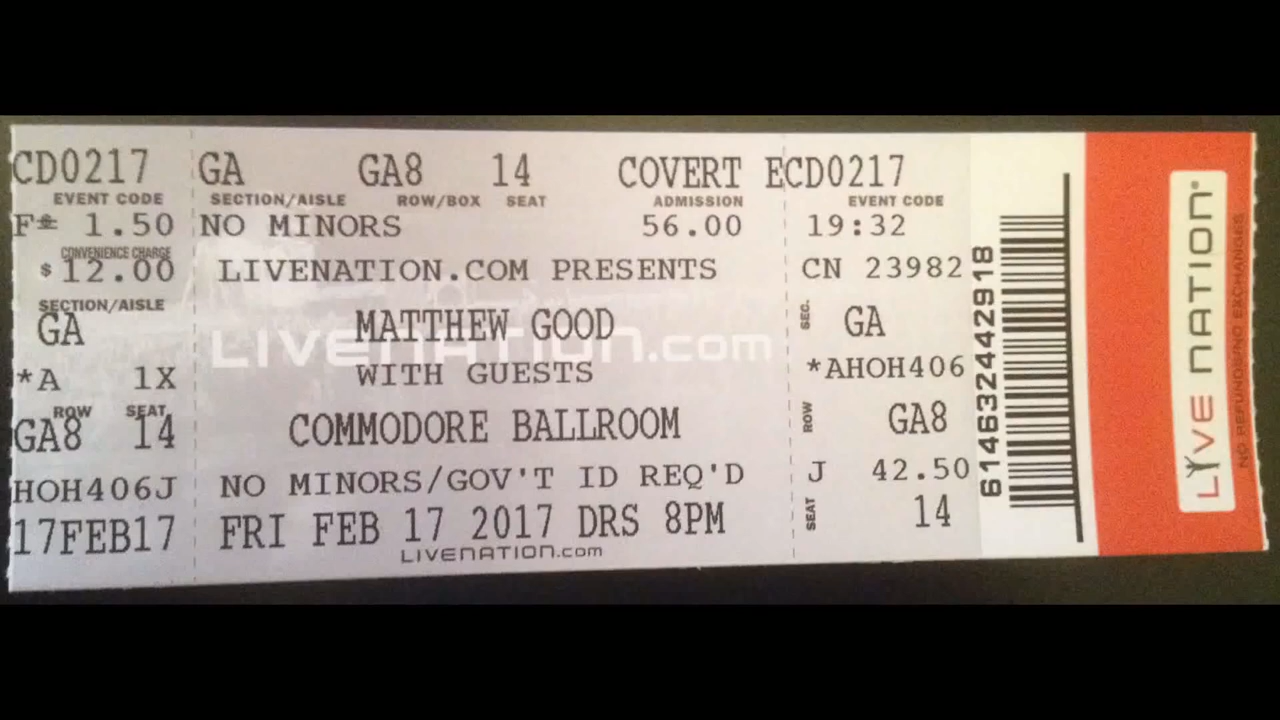 CD0217
EVENT CODE
1.50
CONVENIENCE CHARGE
$ 12.00
SECTION/AISLE
GA
*A 1X
ROW SEAT
GA8 14
HOH406J
17FEB17
GA GA8 14 COVERT
SECTION/AISLE ROW/BOX SEAT ADMISSION
NO MINORS 56.00
LIVENATION.COM PRESENTS
MATTHEW GOOD
LIVENATION.com
WITH GUESTS
COMMODORE BALLROOM
NO MINORS/GOV'T ID REQ'D
FRI FEB 17 2017 DRS 8PM
LIVENATION.com
ECD0217
EVENT CODE
19:32
CN 23982
SEC. GA
*AHOH406
ROW GA8
J 42.50
SEAT 14
614632442918
LIVE NATION®
NO REFUNDS/NO EXCHANGES